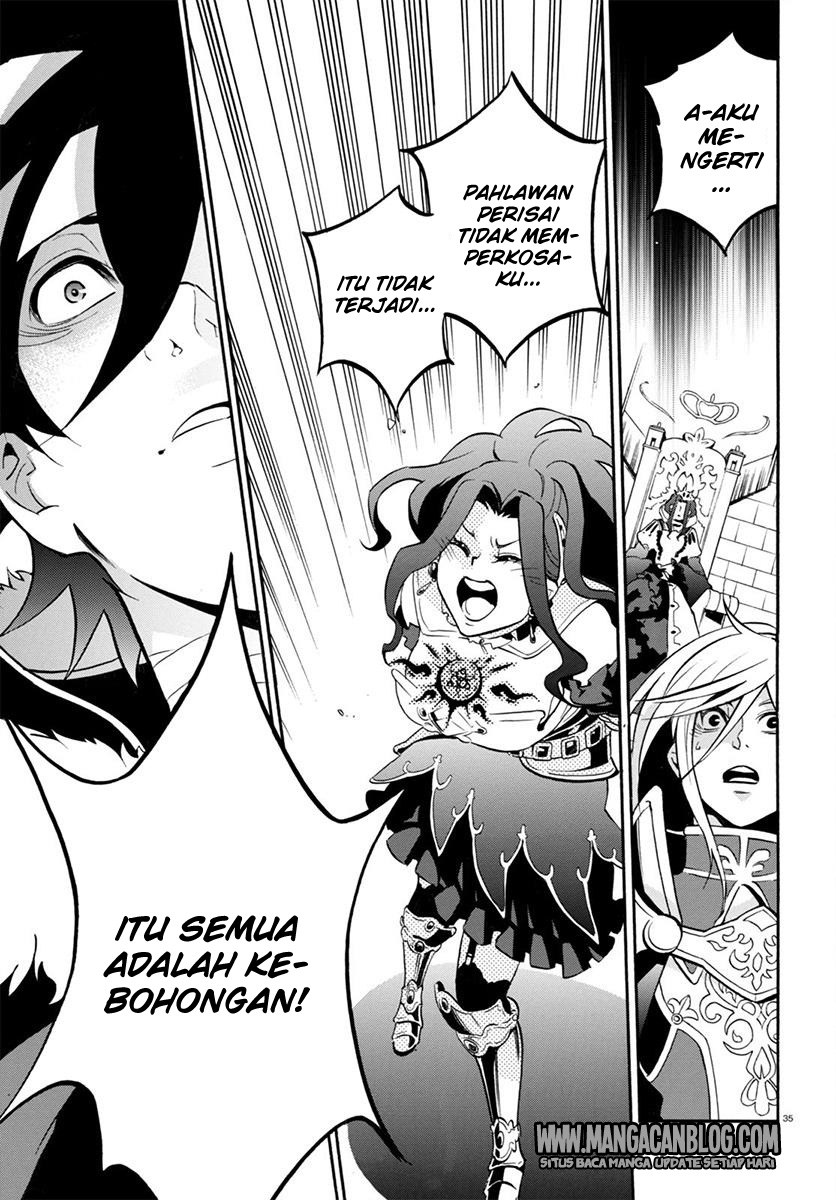 A-AKU
ME-
NGERTI
...
PAHLAWAN
PERISAI
TIDAK MEM-
PERKOSA-
KU...
ITU TIDAK
TERJADI...
ITU SEMUA
ADALAH KE-
BOHONGAN!
35
WWW.MANGACANBLOG.COM
SITUS BACA MANGA UPDATE SETIAP HARI